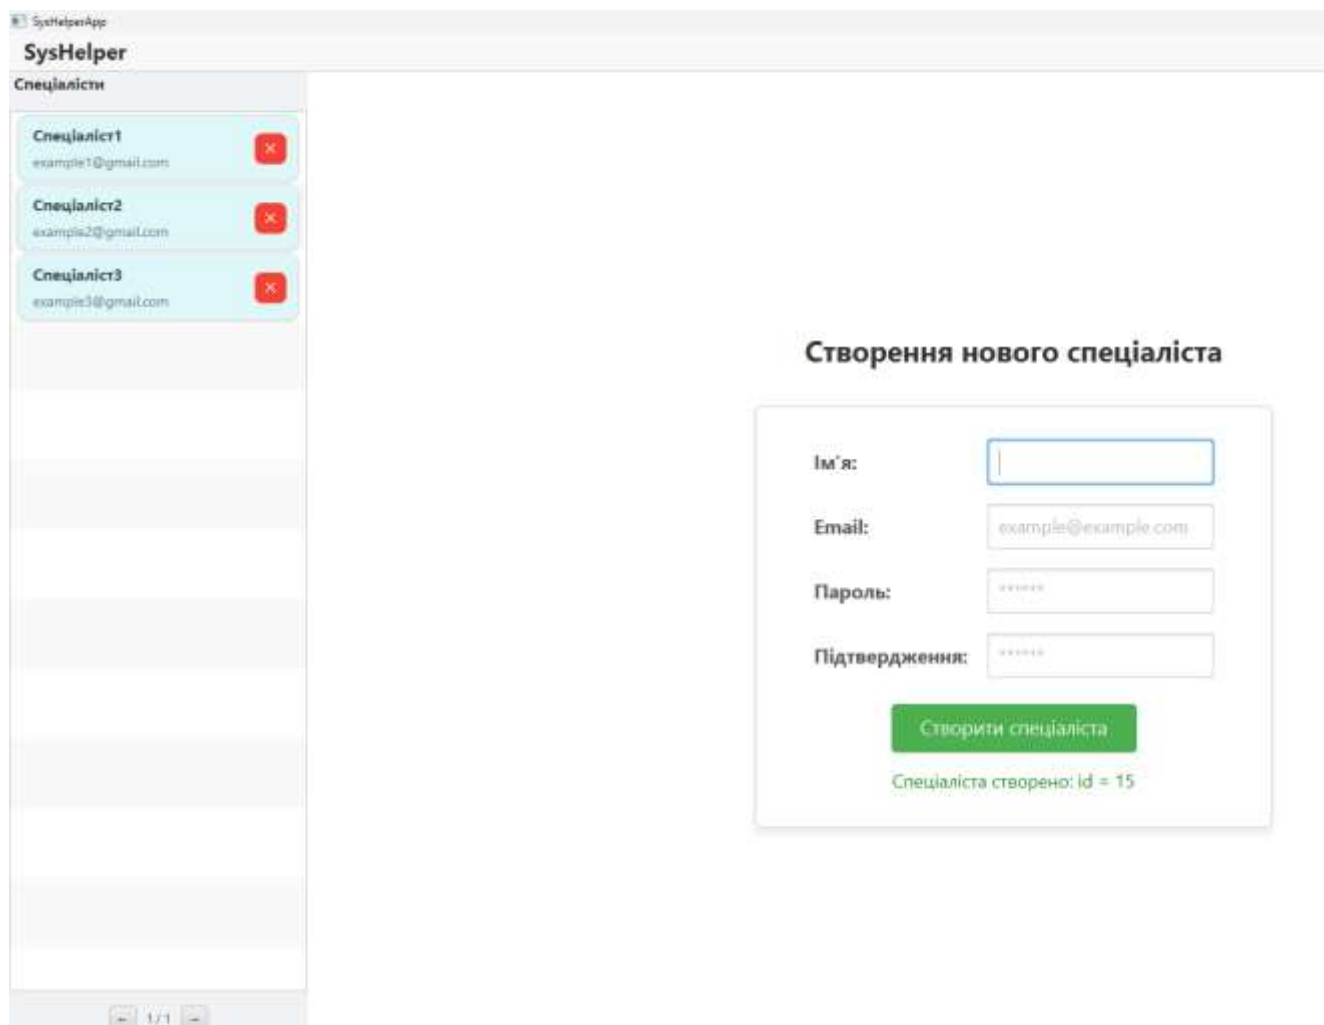 SysHelperApp
SysHelper
Спеціалісти
Спеціаліст1
example1@gmail.com
Спеціаліст2
example2@gmail.com
Спеціаліст3
example3@gmail.com
Створення нового спеціаліста
Ім'я:
Email:
example@example.com
Пароль:
******
Підтвердження:
******
Створити спеціаліста
Спеціаліста створено: id = 15
← 1/1 →